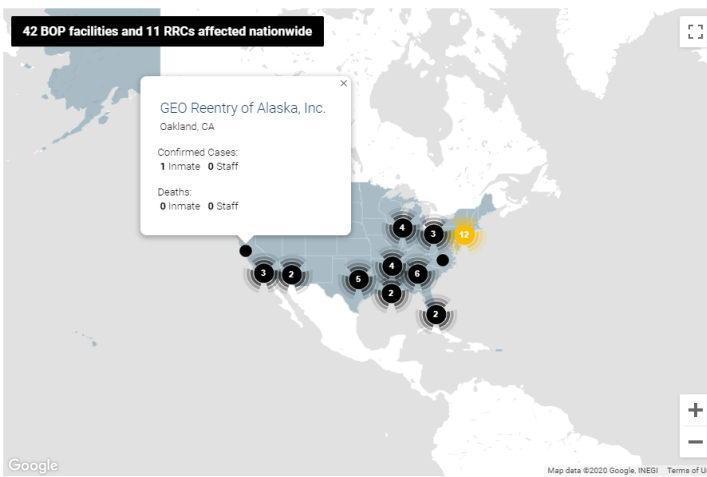 42 BOP facilities and 11 RRCs affected nationwide
×
GEO Reentry of Alaska, Inc.
Oakland, CA
Confirmed Cases:
1 Inmate 0 Staff
Deaths:
0 Inmate 0 Staff
4
3
12
3
2
5
4
6
2
2
+
−
Google
Map data ©2020 Google, INEGI Terms of U